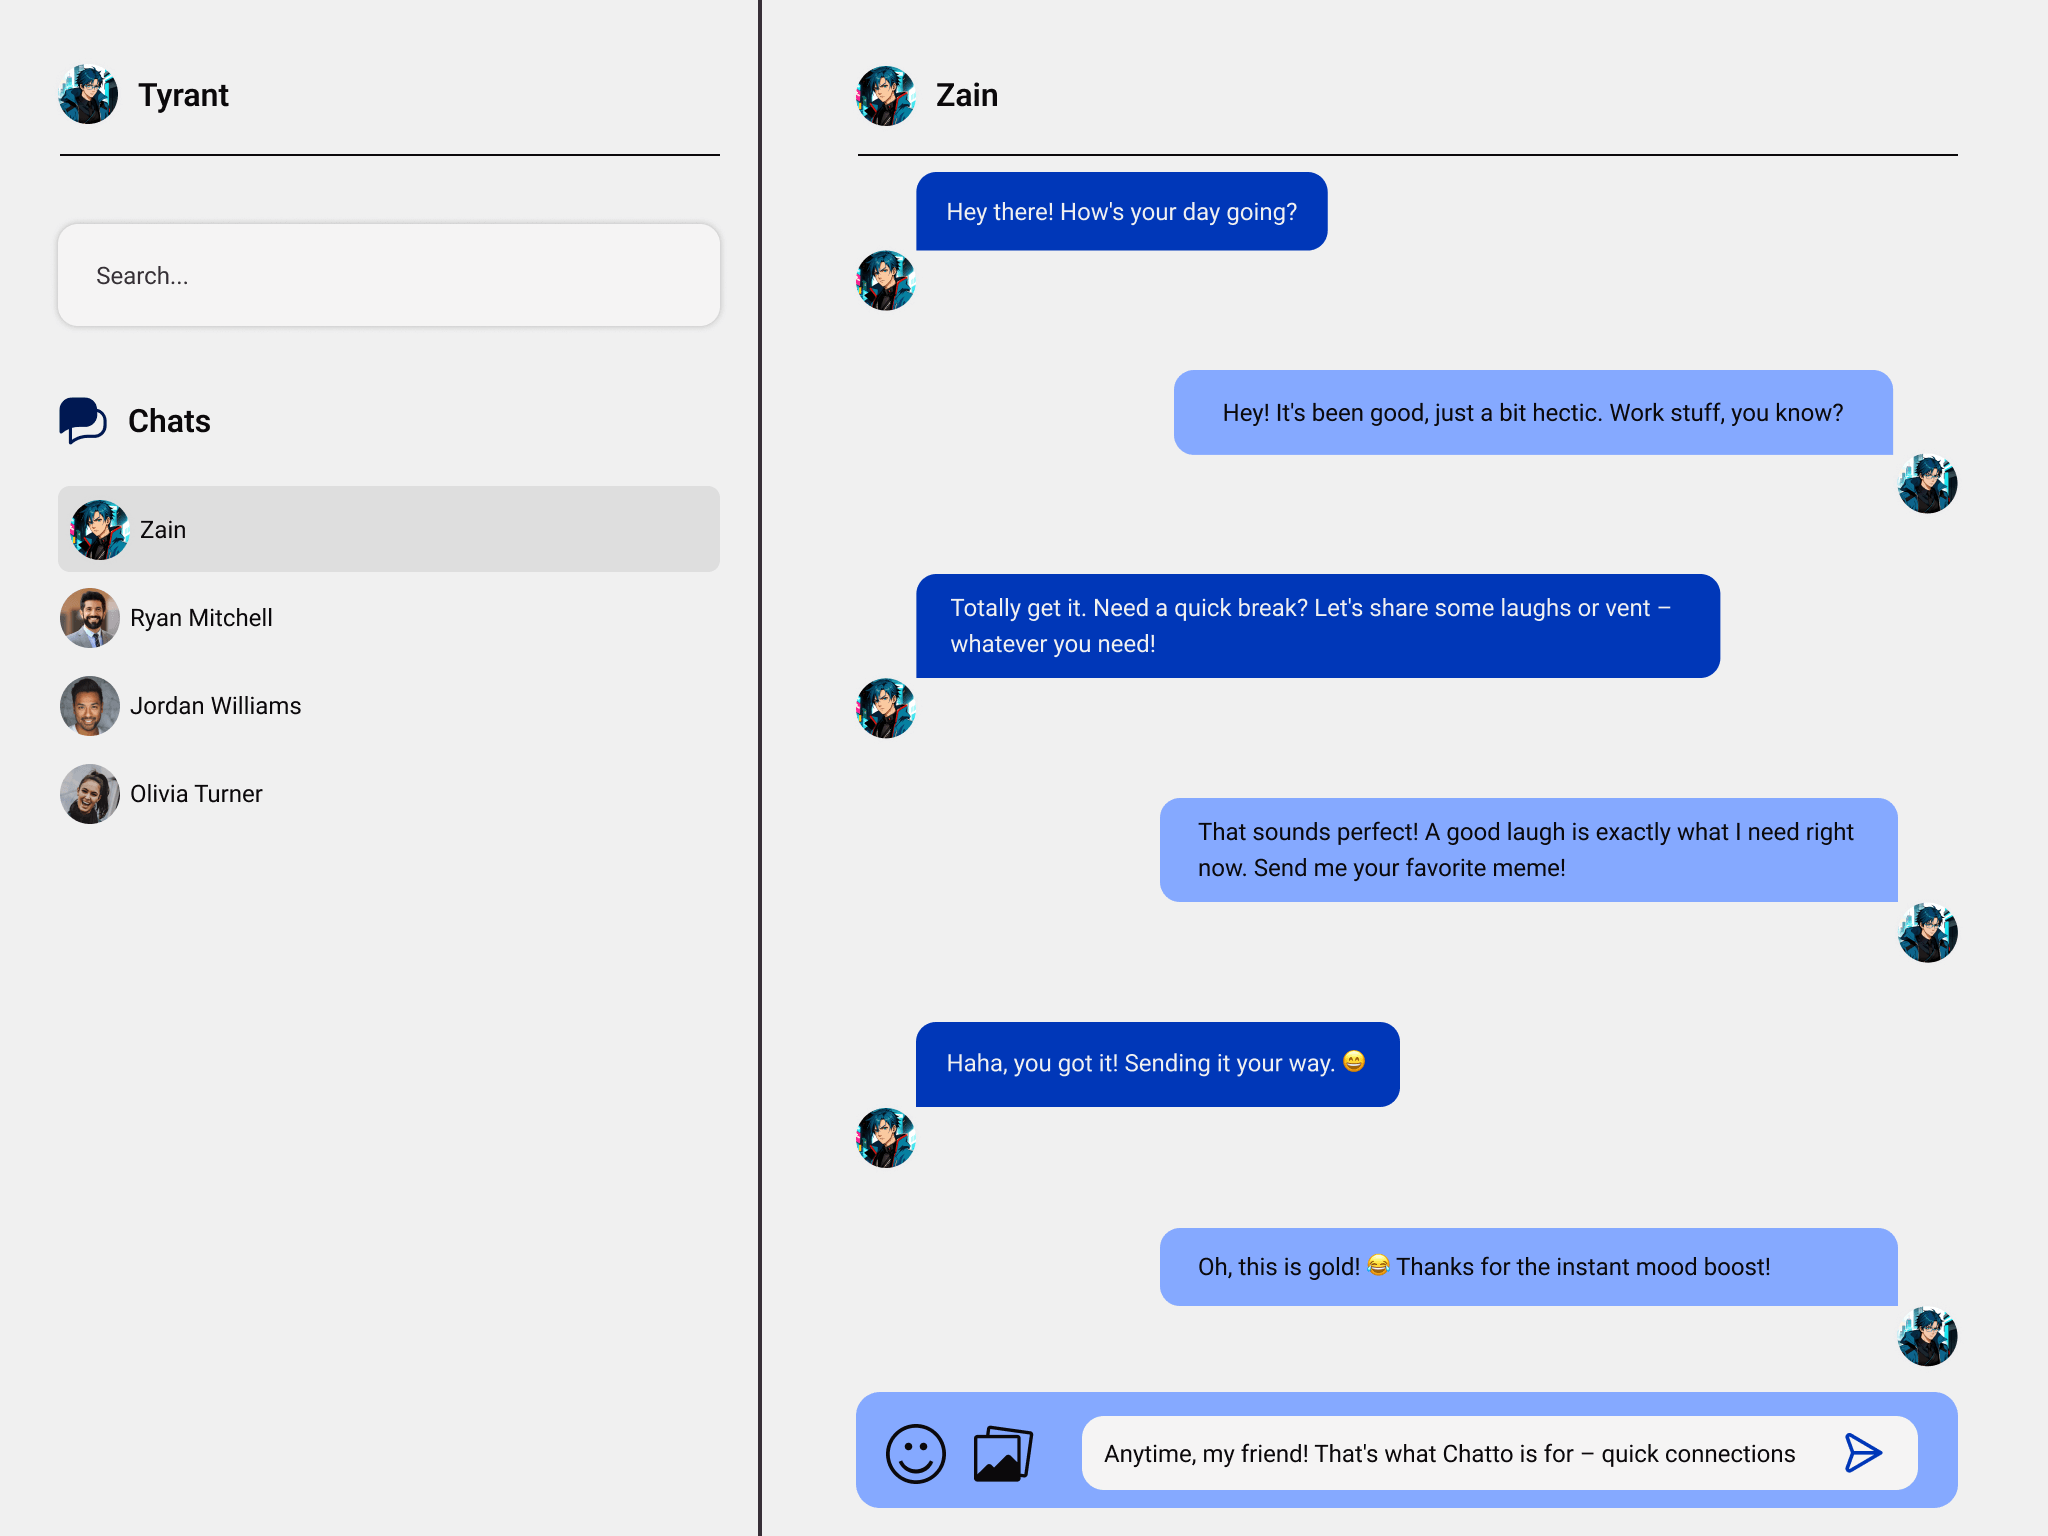 Tyrant
Search...
Chats
Zain
Ryan Mitchell
Jordan Williams
Olivia Turner
Zain
Hey there! How's your day going?
Hey! It's been good, just a bit hectic. Work stuff, you know?
Totally get it. Need a quick break? Let's share some laughs or vent –
whatever you need!
That sounds perfect! A good laugh is exactly what I need right
now. Send me your favorite meme!
Haha, you got it! Sending it your way. 😄
Oh, this is gold! 😂 Thanks for the instant mood boost!
Anytime, my friend! That's what Chatto is for – quick connections